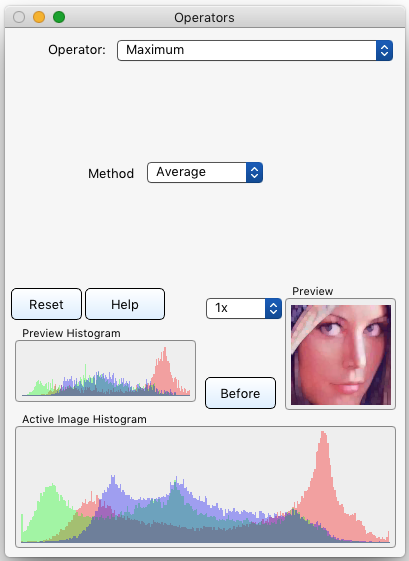 Operators
Operator: Maximum
Method Average
Reset Help 1x Preview
Preview Histogram
Before
Active Image Histogram